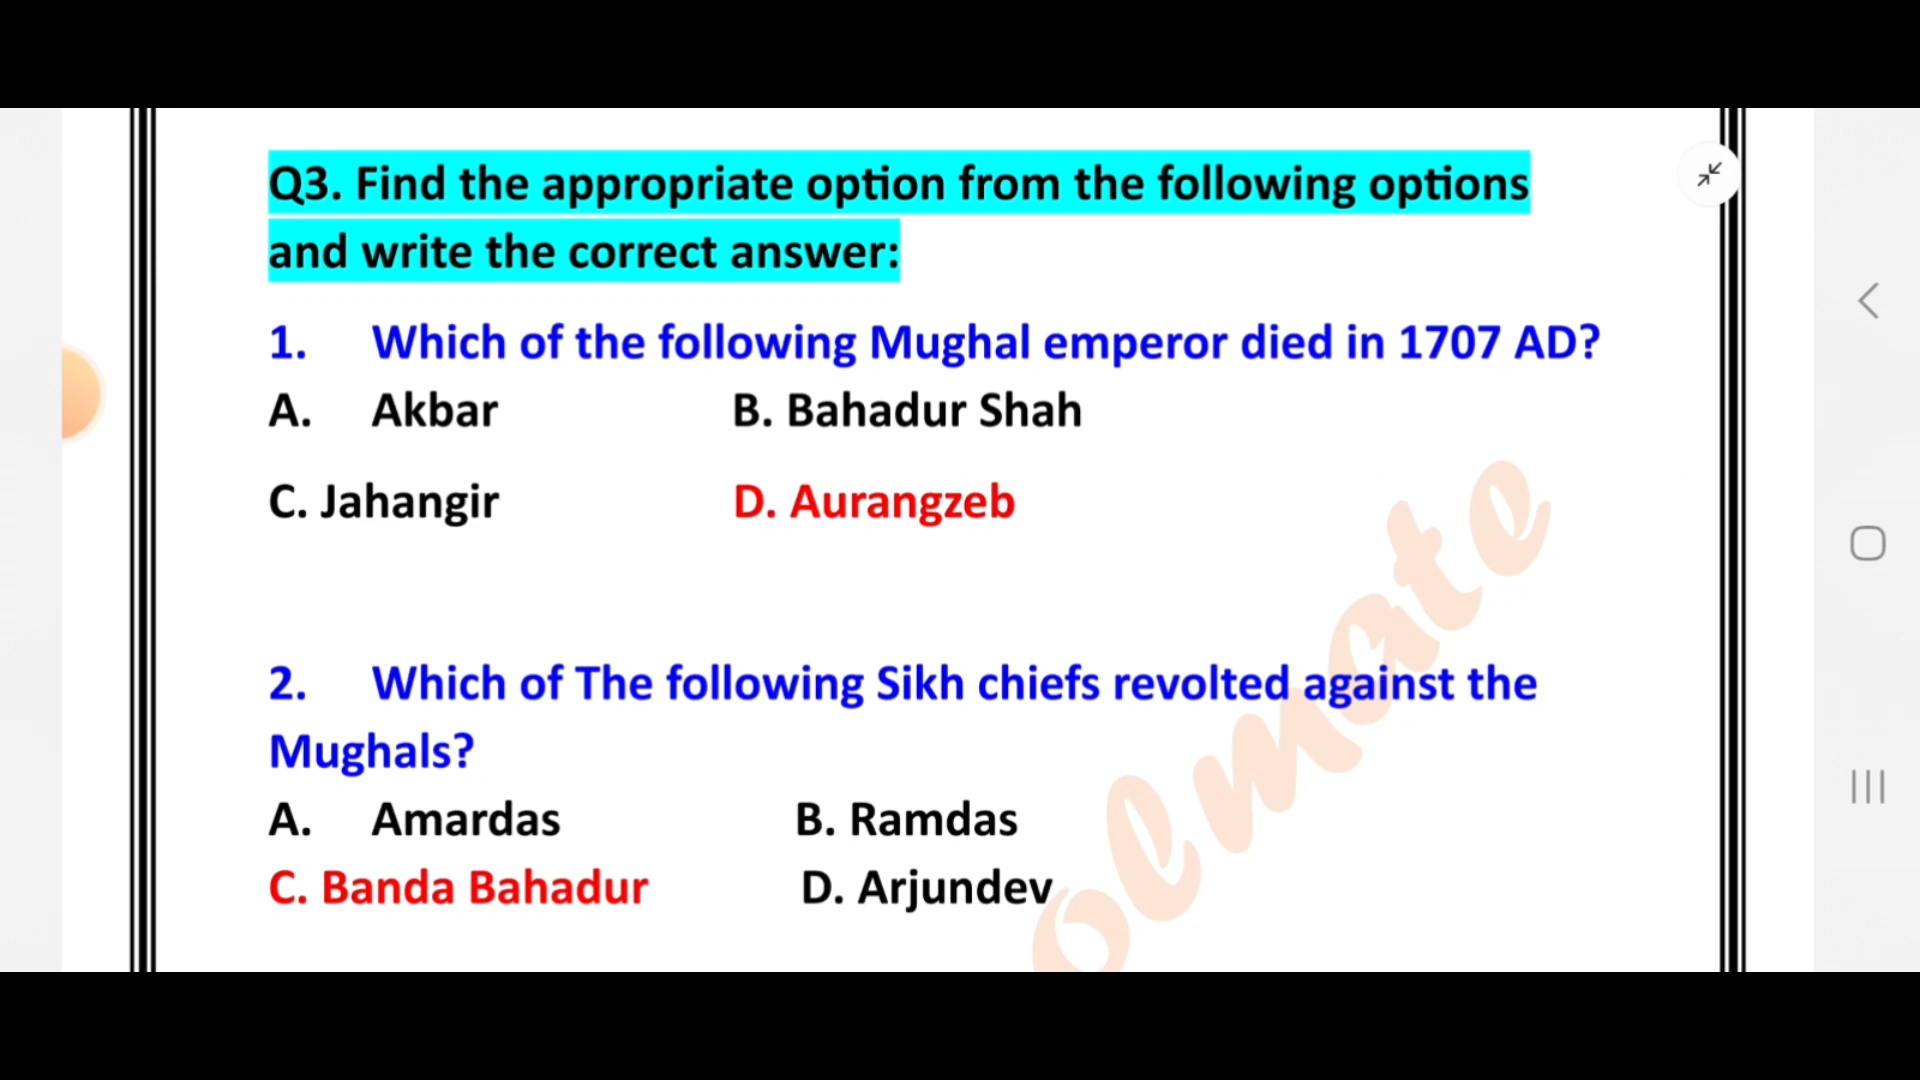 Q3. Find the appropriate option from the following options
and write the correct answer:
1. Which of the following Mughal emperor died in 1707 AD?
A. Akbar B. Bahadur Shah
C. Jahangir D. Aurangzeb
2. Which of The following Sikh chiefs revolted against the
Mughals?
A. Amardas B. Ramdas
C. Banda Bahadur D. Arjundev
olmate